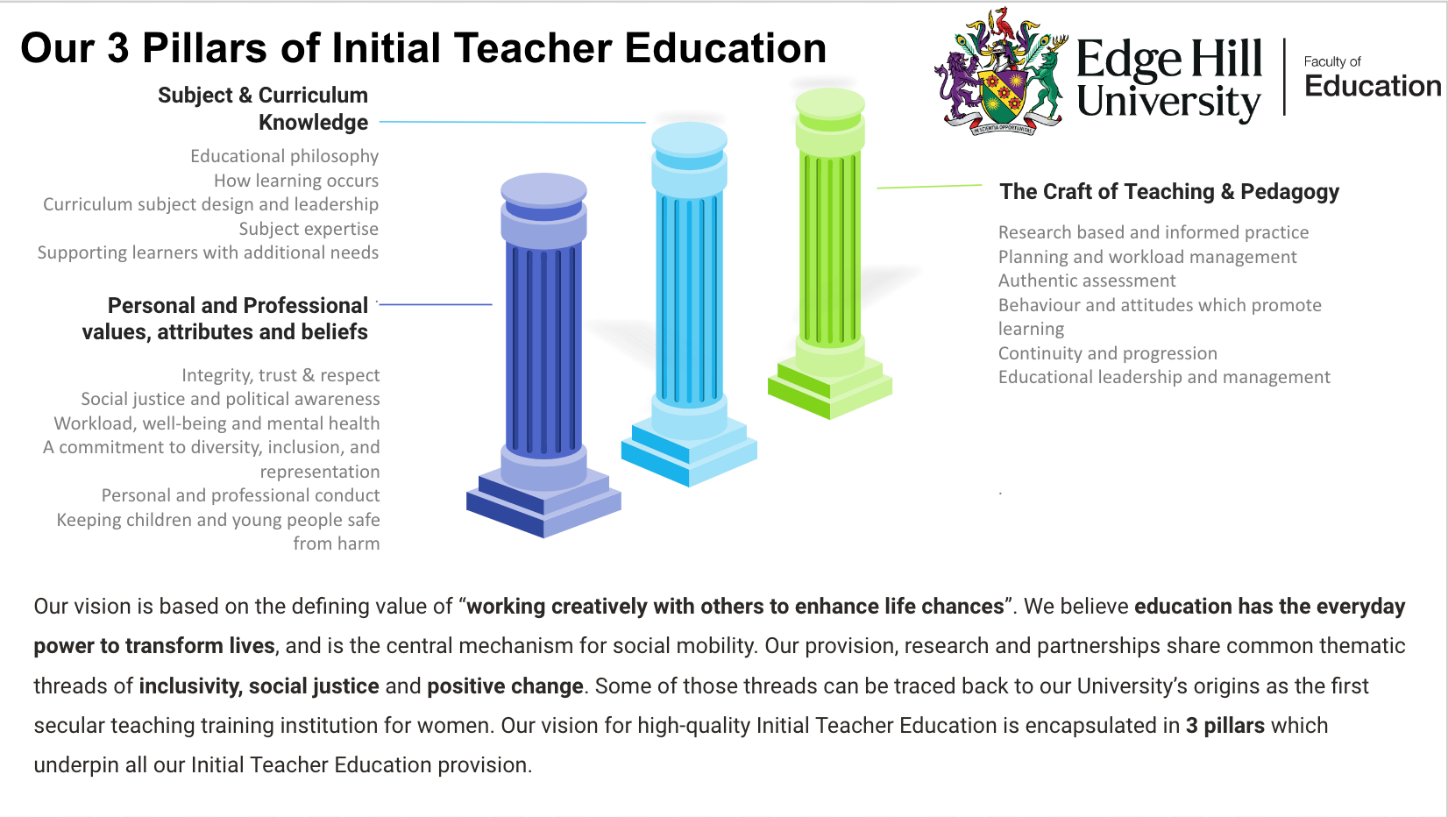 Our 3 Pillars of Initial Teacher Education
Edge Hill
University
Faculty of
Education
IN SCIENTIA OPPORTUNITAS
Subject & Curriculum
Knowledge
Educational philosophy
How learning occurs
Curriculum subject design and leadership
Subject expertise
Supporting learners with additional needs
Personal and Professional
values, attributes and beliefs
Integrity, trust & respect
Social justice and political awareness
Workload, well-being and mental health
A commitment to diversity, inclusion, and
representation
Personal and professional conduct
Keeping children and young people safe
from harm
The Craft of Teaching & Pedagogy
Research based and informed practice
Planning and workload management
Authentic assessment
Behaviour and attitudes which promote
learning
Continuity and progression
Educational leadership and management
.
Our vision is based on the defining value of “working creatively with others to enhance life chances”. We believe education has the everyday
power to transform lives, and is the central mechanism for social mobility. Our provision, research and partnerships share common thematic
threads of inclusivity, social justice and positive change. Some of those threads can be traced back to our University’s origins as the first
secular teaching training institution for women. Our vision for high-quality Initial Teacher Education is encapsulated in 3 pillars which
underpin all our Initial Teacher Education provision.